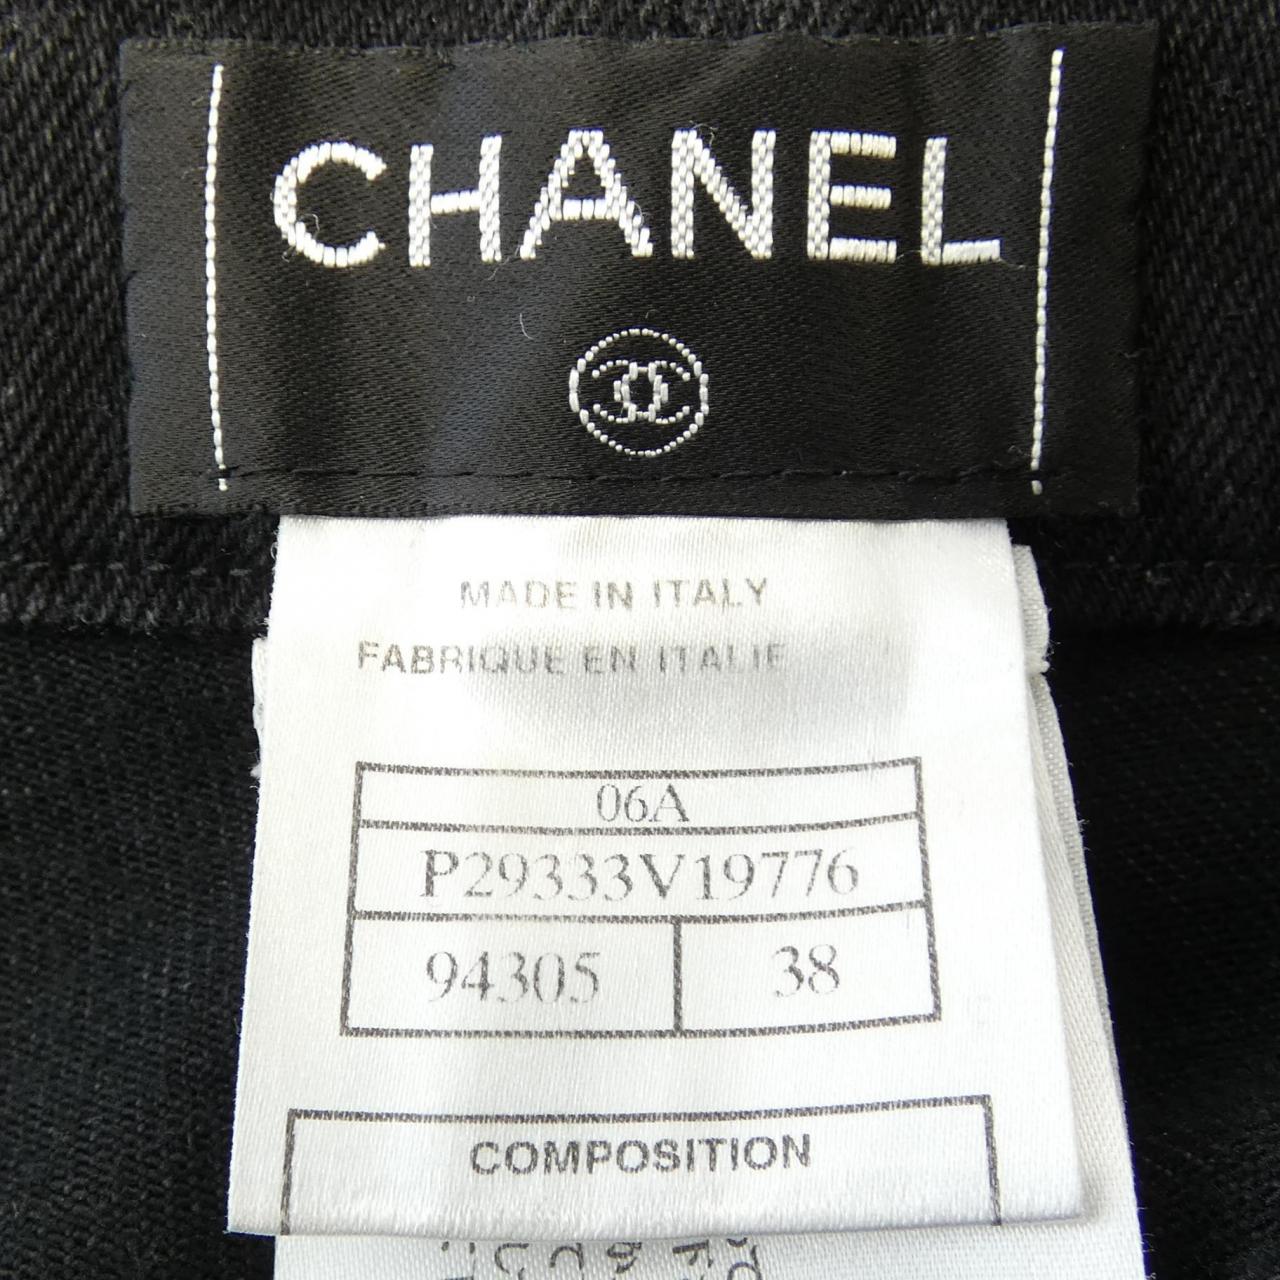 CHANEL
MADE IN ITALY
FABRIQUE EN ITALIE
06A
P29333V19776
94305 38
COMPOSITION